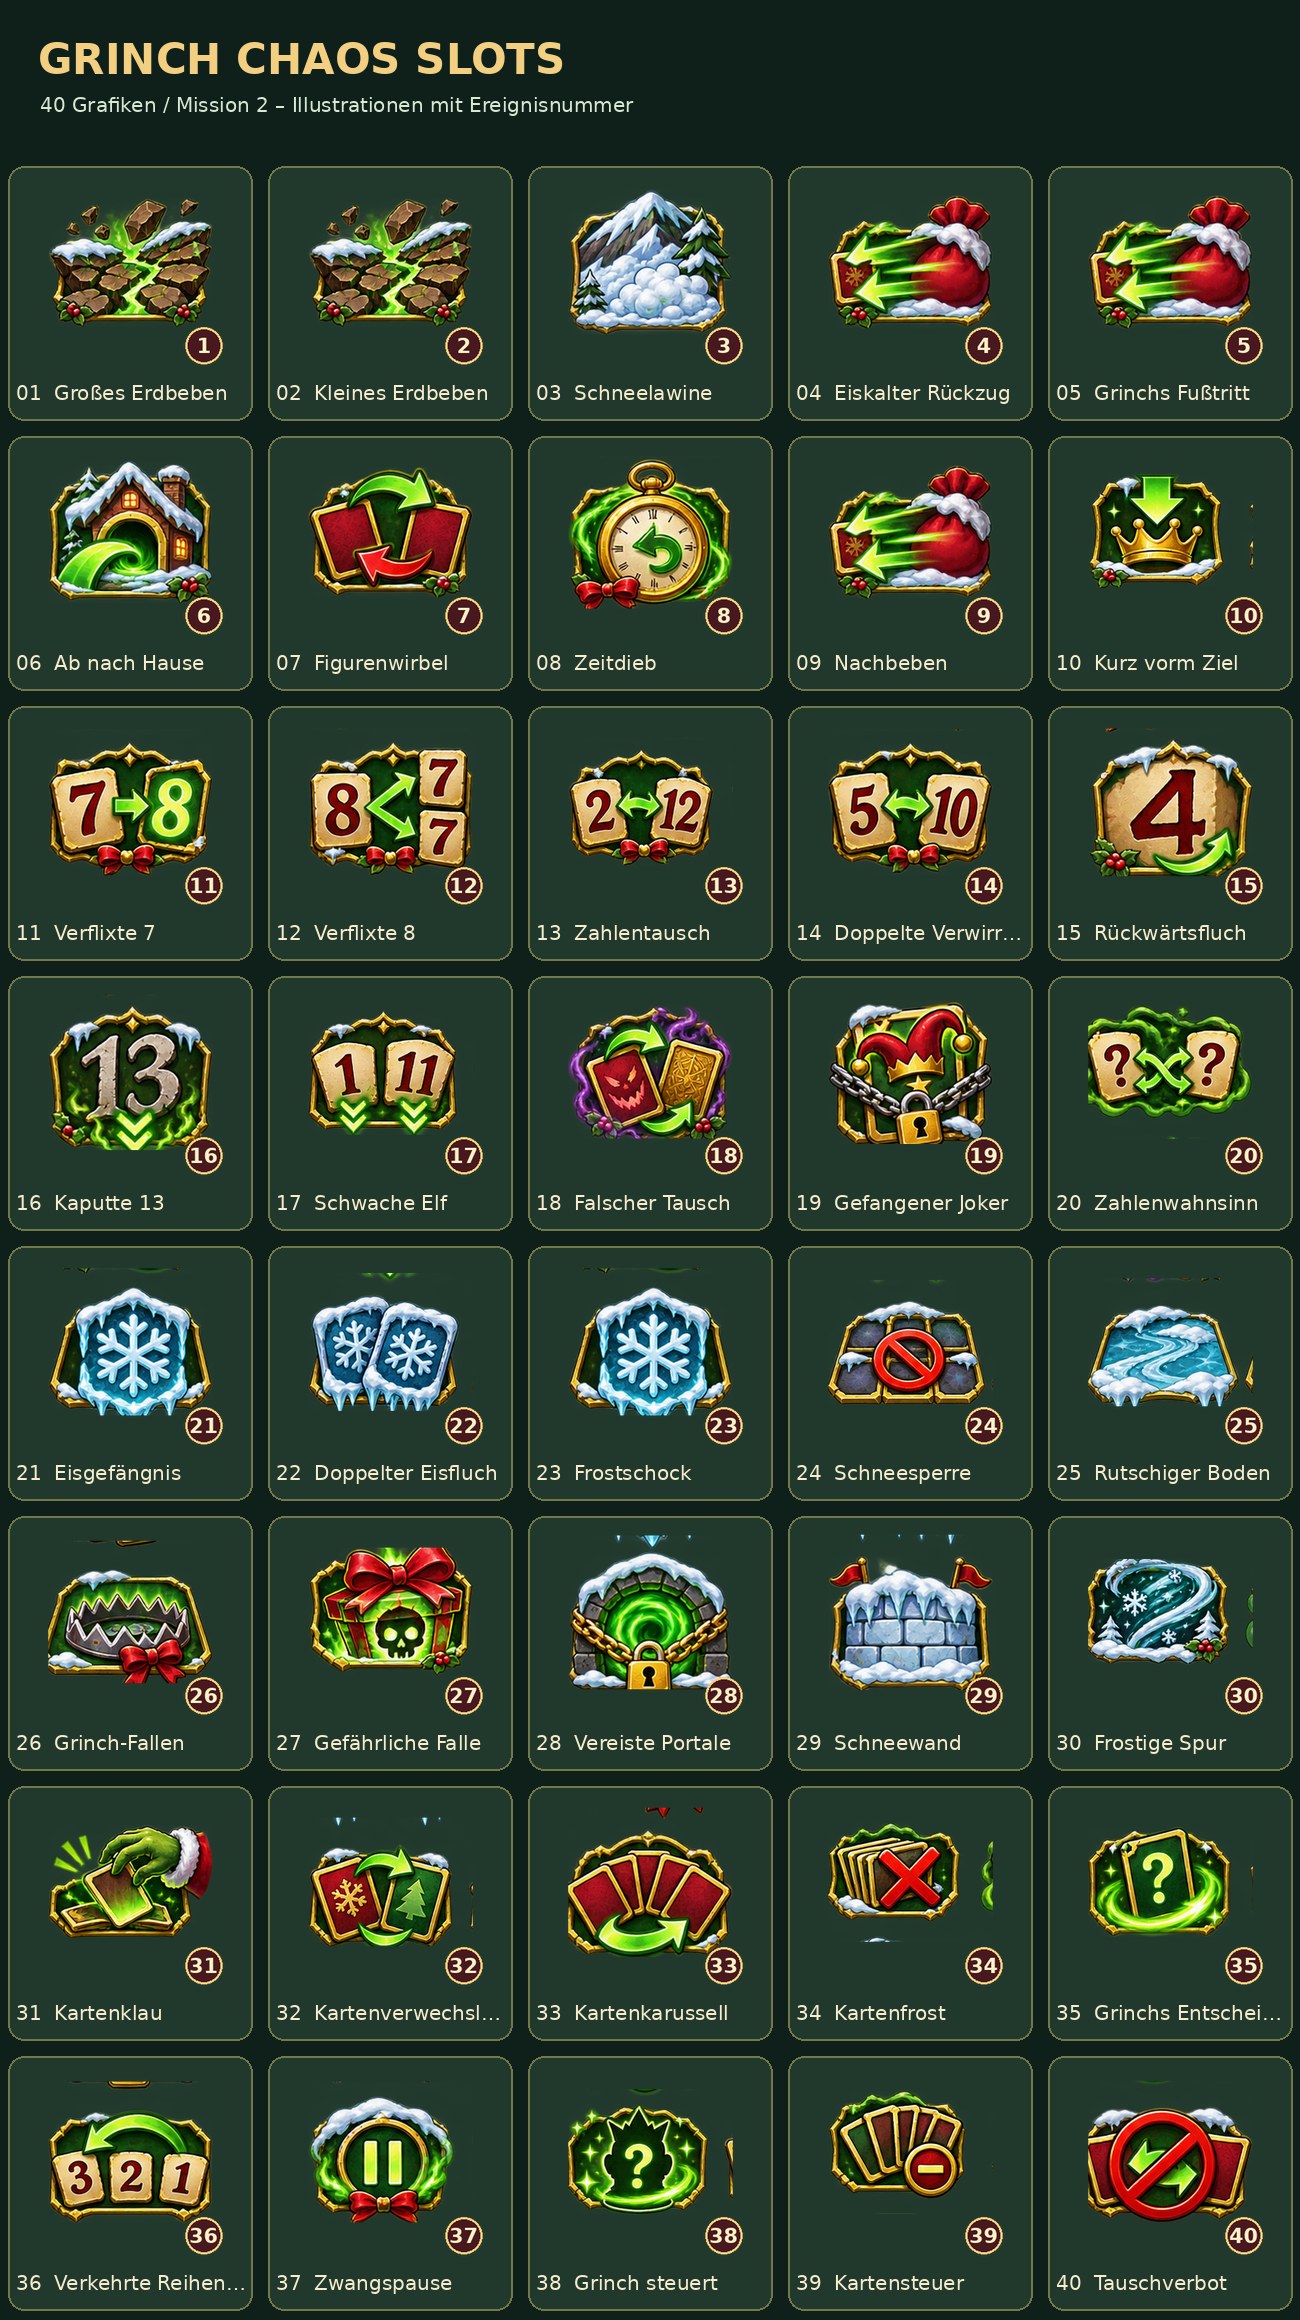 GRINCH CHAOS SLOTS
40 Grafiken / Mission 2 – Illustrationen mit Ereignisnummer
1 2 3 4 5
01 Großes Erdbeben 02 Kleines Erdbeben 03 Schneelawine 04 Eiskalter Rückzug 05 Grinchs Fußtritt
6 7 8 9 10
06 Ab nach Hause 07 Figurenwirbel 08 Zeitdieb 09 Nachbeben 10 Kurz vorm Ziel
7 8 8 7 7 2 12 5 10 4
11 12 13 14 15
11 Verflixte 7 12 Verflixte 8 13 Zahlentausch 14 Doppelte Verwirr… 15 Rückwärtsfluch
13 1 11 ? ?
16 17 18 19 20
16 Kaputte 13 17 Schwache Elf 18 Falscher Tausch 19 Gefangener Joker 20 Zahlenwahnsinn
21 22 23 24 25
21 Eisgefängnis 22 Doppelter Eisfluch 23 Frostschock 24 Schneesperre 25 Rutschiger Boden
26 27 28 29 30
26 Grinch-Fallen 27 Gefährliche Falle 28 Vereiste Portale 29 Schneewand 30 Frostige Spur
?
31 32 33 34 35
31 Kartenklau 32 Kartenverwechsl… 33 Kartenkarussell 34 Kartenfrost 35 Grinchs Entschei…
3 2 1 ?
36 37 38 39 40
36 Verkehrte Reihen… 37 Zwangspause 38 Grinch steuert 39 Kartensteuer 40 Tauschverbot